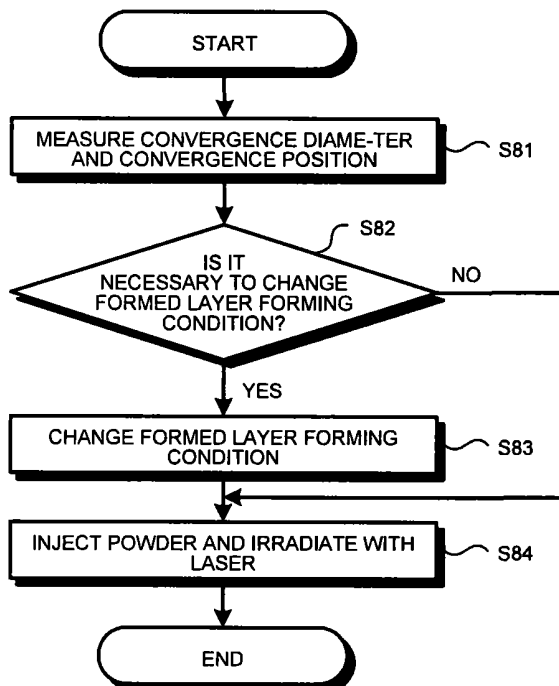 START
MEASURE CONVERGENCE DIAME-TER
AND CONVERGENCE POSITION
S81
S82
IS IT
NECESSARY TO CHANGE
FORMED LAYER FORMING
CONDITION?
NO
YES
CHANGE FORMED LAYER FORMING
CONDITION
S83
INJECT POWDER AND IRRADIATE WITH
LASER
S84
END